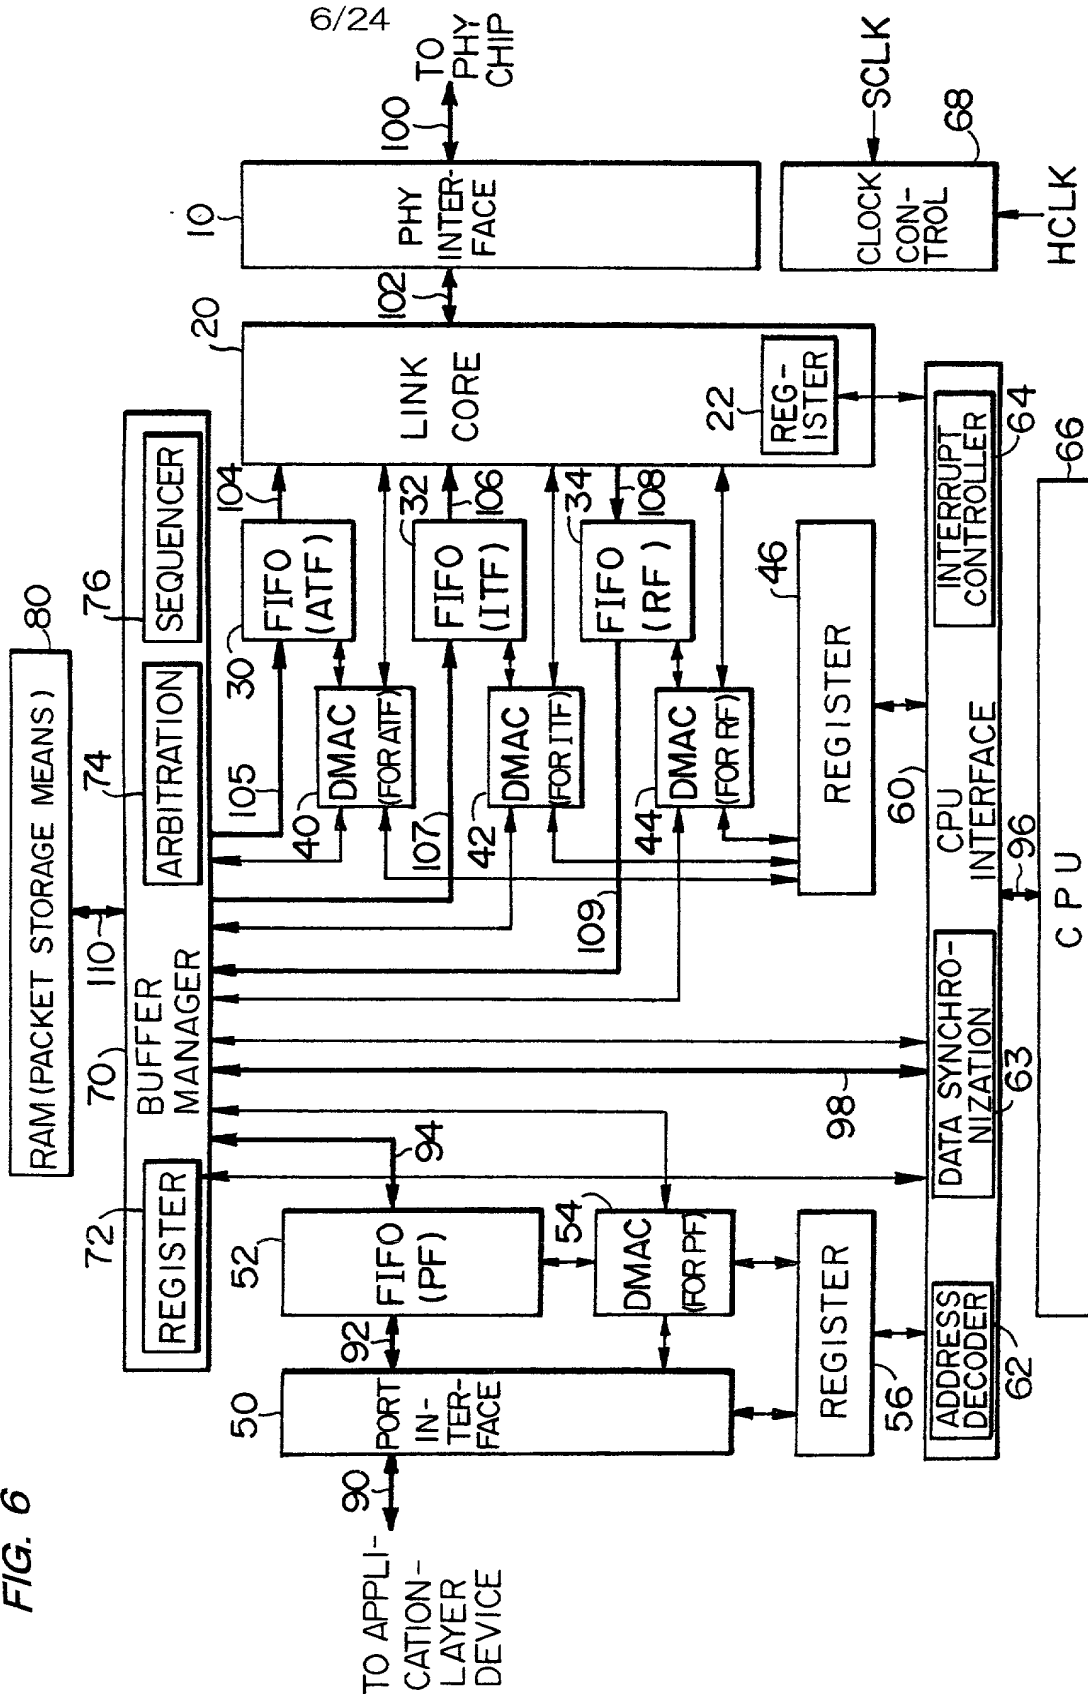 6/24
FIG. 6
RAM (PACKET STORAGE MEANS)
80
110
70
BUFFER
MANAGER
72
REGISTER
74
ARBITRATION
76
SEQUENCER
TO APPLI-
CATION-
LAYER
DEVICE
90
50
PORT
IN-
TER-
FACE
92
52
FIFO
(PF)
94
54
DMAC
(FOR PF)
56
REGISTER
98
105
30
FIFO
(ATF)
104
40
DMAC
(FOR ATF)
107
32
FIFO
(ITF)
106
42
DMAC
(FOR ITF)
109
34
FIFO
(RF)
108
44
DMAC
(FOR RF)
46
REGISTER
20
LINK
CORE
22
REG-
ISTER
102
10
PHY
INTER-
FACE
100
TO
PHY
CHIP
68
CLOCK
CON-
TROL
SCLK
HCLK
60
CPU
INTERFACE
62
ADDRESS
DECODER
63
DATA SYNCHRO-
NIZATION
64
INTERRUPT
CONTROLLER
96
66
CPU